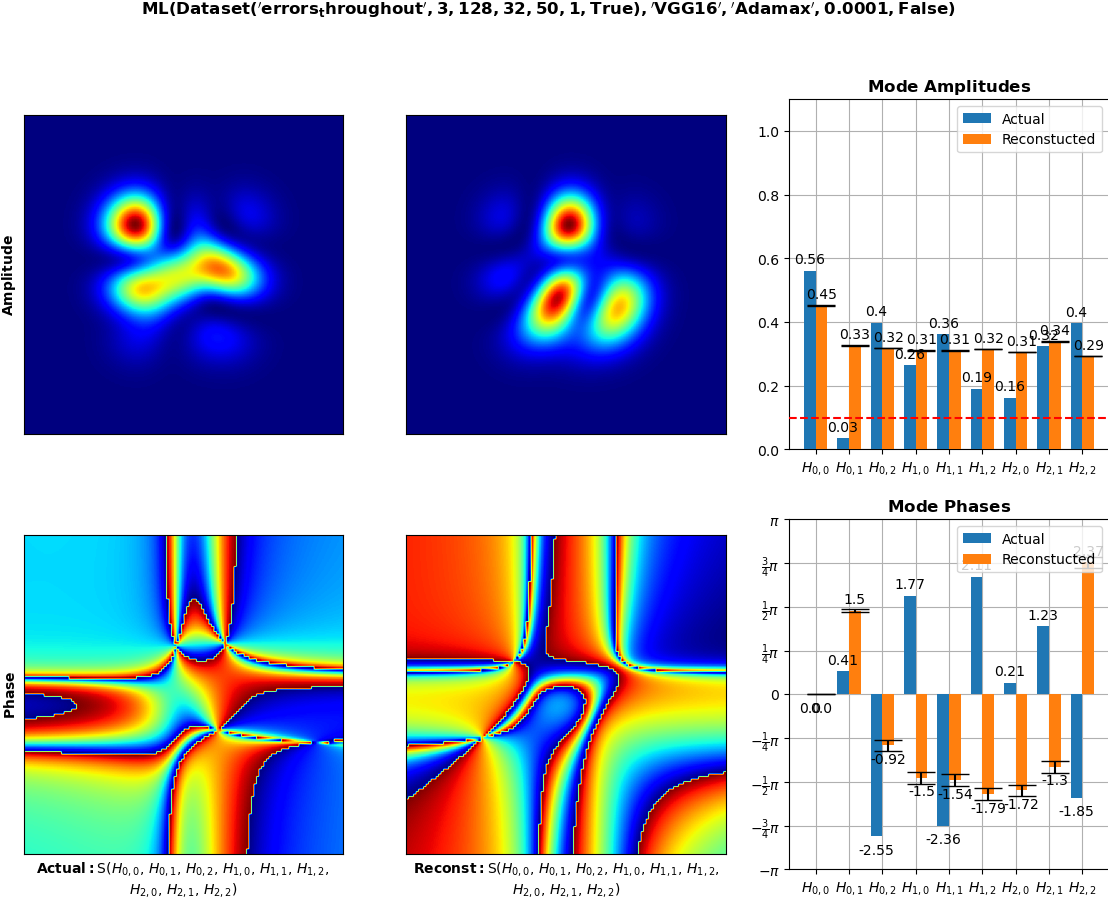 ML(Dataset('errors_throughout', 3, 128, 32, 50, 1, True), 'VGG16', 'Adamax', 0.0001, False)
Amplitude
Mode Amplitudes
Actual
Reconstucted
1.0
0.8
0.6
0.4
0.2
0.0
0.56
0.45
0.03
0.33
0.4
0.32
0.26
0.31
0.36
0.31
0.19
0.32
0.16
0.31
0.32
0.34
0.4
0.29
H0,0 H0,1 H0,2 H1,0 H1,1 H1,2 H2,0 H2,1 H2,2
Phase
Actual: S(H0,0, H0,1, H0,2, H1,0, H1,1, H1,2,
H2,0, H2,1, H2,2)
Reconst: S(H0,0, H0,1, H0,2, H1,0, H1,1, H1,2,
H2,0, H2,1, H2,2)
Mode Phases
Actual
Reconstucted
π
3/4π
1/2π
1/4π
0
−1/4π
−1/2π
−3/4π
−π
0.0
0.0
0.41
1.5
-2.55
-0.92
1.77
-1.5
-2.36
-1.54
2.11
-1.79
0.21
-1.72
1.23
-1.3
-1.85
2.37
H0,0 H0,1 H0,2 H1,0 H1,1 H1,2 H2,0 H2,1 H2,2